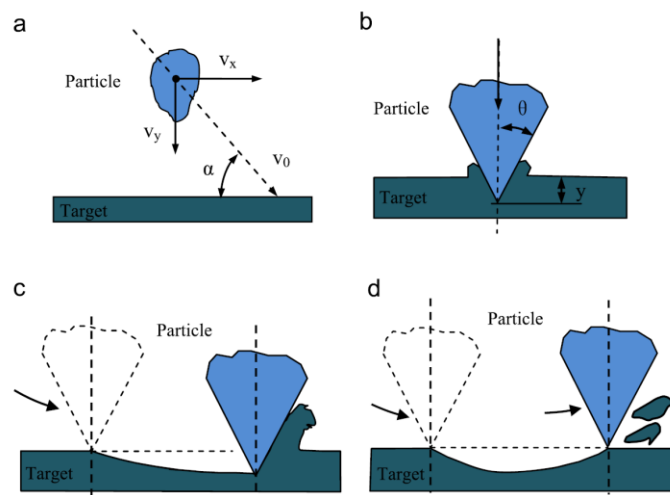 a
Particle
vx
vy
α
v0
Target
b
θ
Particle
y
Target
c
Particle
Target
d
Particle
Target